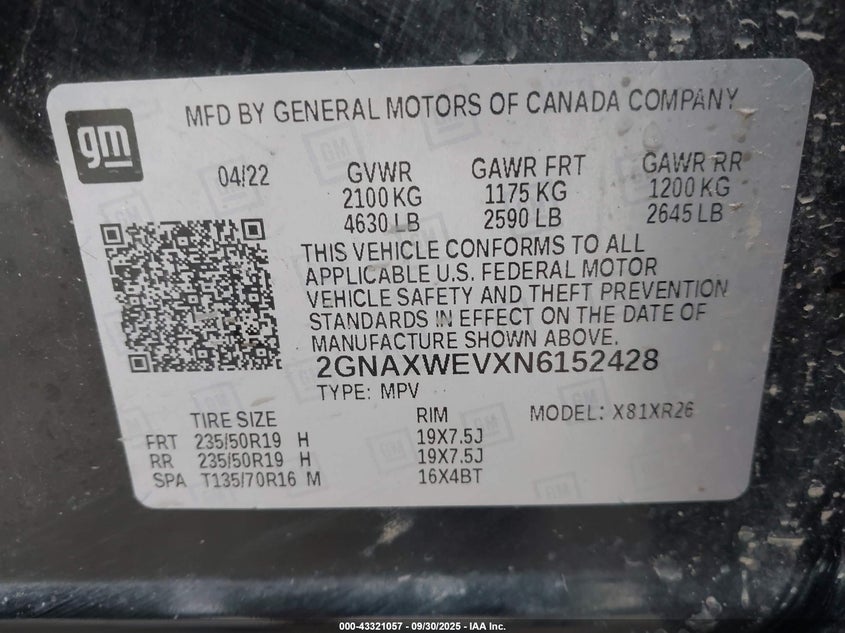 MFD BY GENERAL MOTORS OF CANADA COMPANY
gm
04/22
GVWR GAWR FRT GAWR RR
2100 KG 1175 KG 1200 KG
4630 LB 2590 LB 2645 LB
THIS VEHICLE CONFORMS TO ALL
APPLICABLE U.S. FEDERAL MOTOR
VEHICLE SAFETY AND THEFT PREVENTION
STANDARDS IN EFFECT ON THE DATE OF
MANUFACTURE SHOWN ABOVE.
2GNAXWEVXN6152428
TYPE: MPV
TIRE SIZE RIM MODEL: X81XR26
FRT 235/50R19 H 19X7.5J
RR 235/50R19 H 19X7.5J
SPA T135/70R16 M 16X4BT
000-43321057 - 09/30/2025 - IAA Inc.